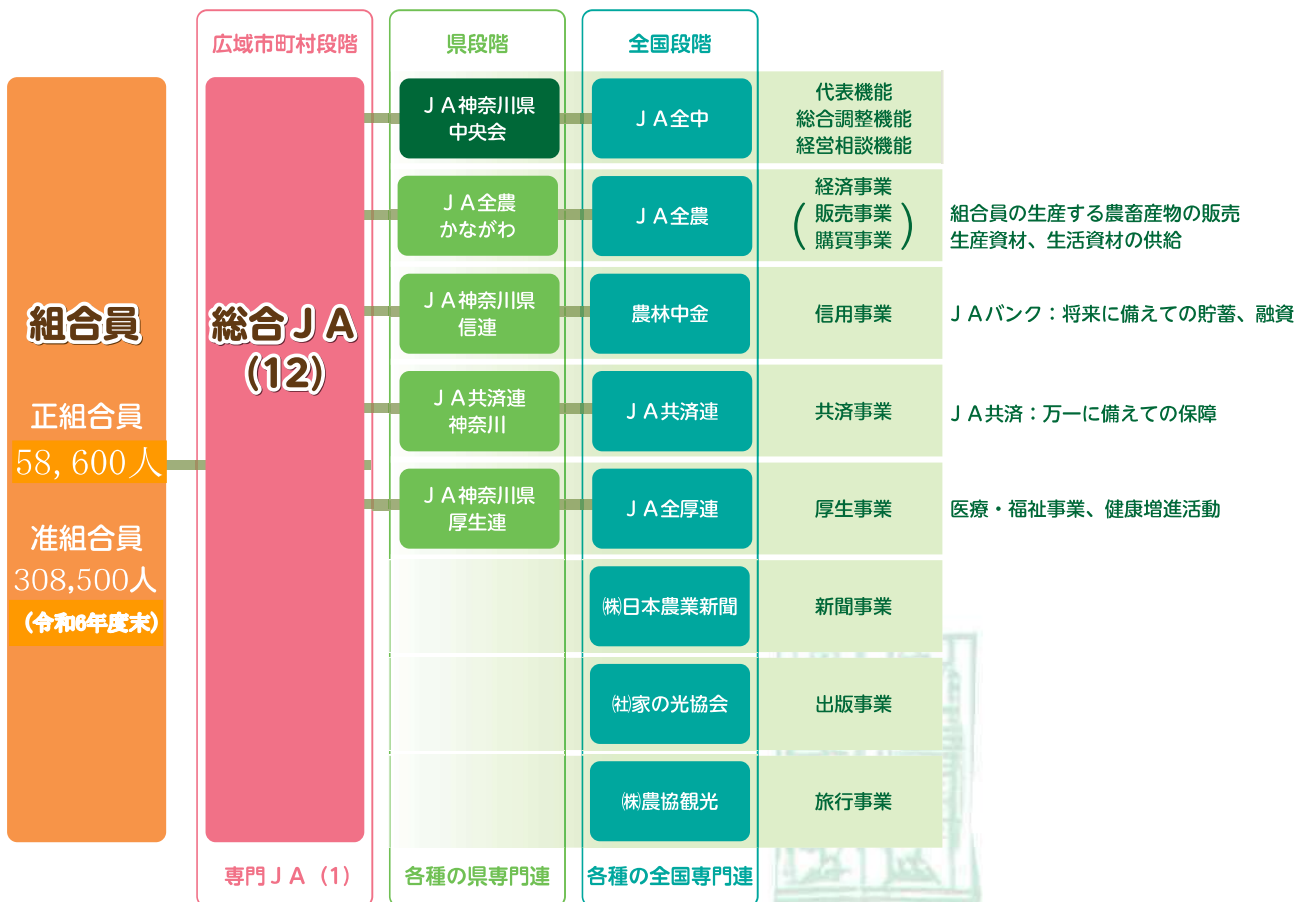 広域市町村段階
県段階
全国段階
組合員
正組合員
58, 600人
准組合員
308,500人
(令和6年度末)
総合ＪＡ
(12)
ＪＡ神奈川県
中央会
ＪＡ全中
代表機能
総合調整機能
経営相談機能
ＪＡ全農
かながわ
ＪＡ全農
経済事業
(販売事業
購買事業)
組合員の生産する農畜産物の販売
生産資材、生活資材の供給
ＪＡ神奈川県
信連
農林中金
信用事業
ＪＡバンク：将来に備えての貯蓄、融資
ＪＡ共済連
神奈川
ＪＡ共済連
共済事業
ＪＡ共済：万一に備えての保障
ＪＡ神奈川県
厚生連
ＪＡ全厚連
厚生事業
医療・福祉事業、健康増進活動
㈱日本農業新聞
新聞事業
㈳家の光協会
出版事業
㈱農協観光
旅行事業
専門ＪＡ（1）
各種の県専門連
各種の全国専門連